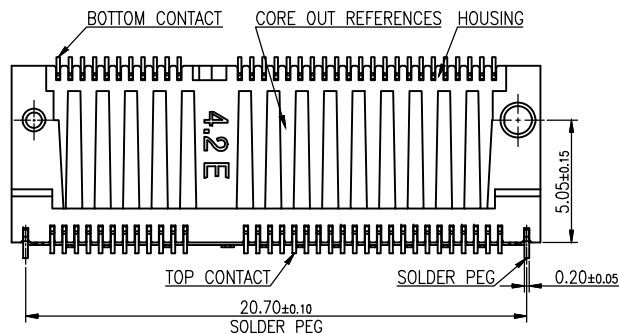 BOTTOM CONTACT
CORE OUT REFERENCES
HOUSING
4.2 E
5.05±0.15
TOP CONTACT
SOLDER PEG
0.20±0.05
20.70±0.10
SOLDER PEG